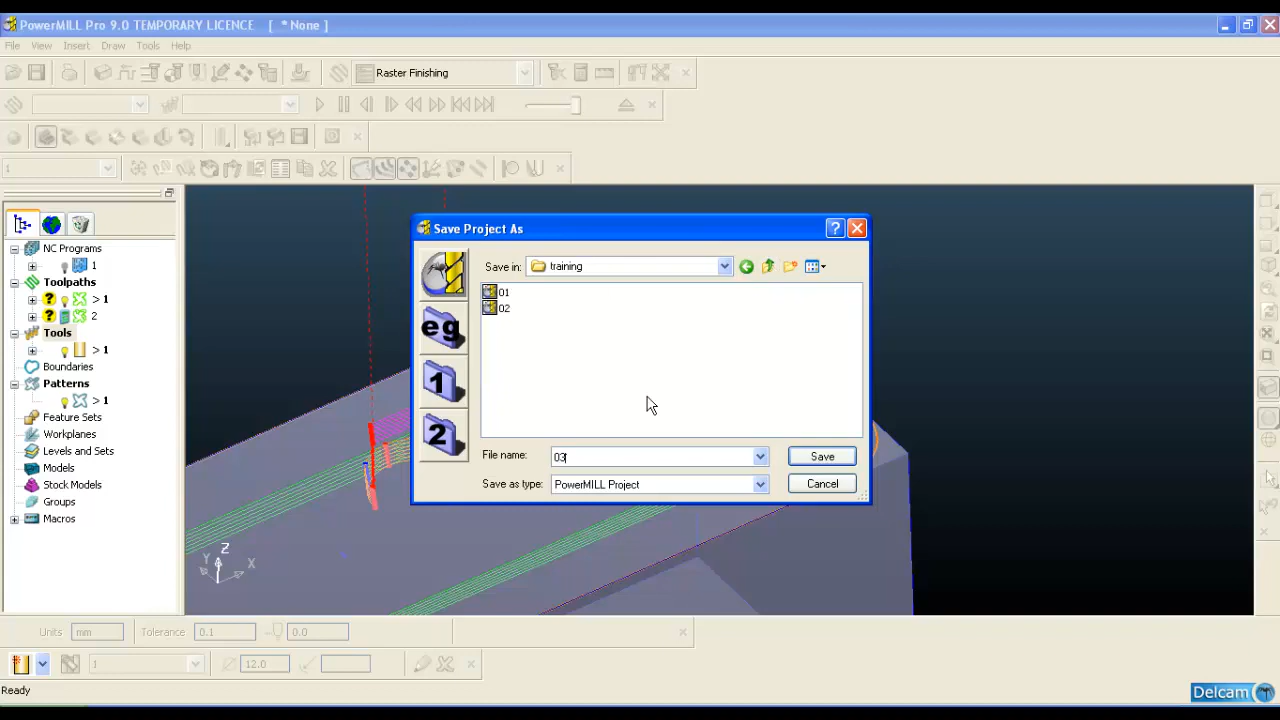 PowerMILL Pro 9.0 TEMPORARY LICENCE [ *None ]
File View Insert Draw Tools Help
Raster Finishing
1
NC Programs
1
Toolpaths
> 1
2
Tools
> 1
Boundaries
Patterns
> 1
Feature Sets
Workplanes
Levels and Sets
Models
Stock Models
Groups
Macros
Save Project As
Save in: training
01
02
eg
1
2
File name: 03
Save
Save as type: PowerMILL Project
Cancel
Z
Y
X
Units mm Tolerance 0.1 0.0
1 12.0
Ready
Delcam